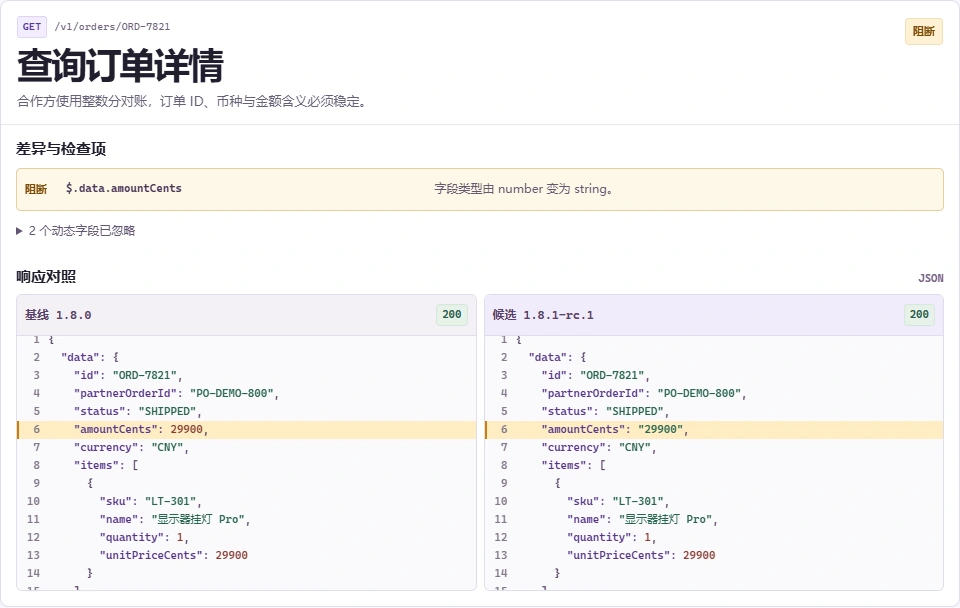 GET /v1/orders/ORD-7821
阻断
查询订单详情
合作方使用整数分对账，订单 ID、币种与金额含义必须稳定。
差异与检查项
阻断 $.data.amountCents 字段类型由 number 变为 string。
▶ 2 个动态字段已忽略
响应对照
JSON
基线 1.8.0 200
1 {
2 "data": {
3 "id": "ORD-7821",
4 "partnerOrderId": "PO-DEMO-800",
5 "status": "SHIPPED",
6 "amountCents": 29900,
7 "currency": "CNY",
8 "items": [
9 {
10 "sku": "LT-301",
11 "name": "显示器挂灯 Pro",
12 "quantity": 1,
13 "unitPriceCents": 29900
14 }
候选 1.8.1-rc.1 200
1 {
2 "data": {
3 "id": "ORD-7821",
4 "partnerOrderId": "PO-DEMO-800",
5 "status": "SHIPPED",
6 "amountCents": "29900",
7 "currency": "CNY",
8 "items": [
9 {
10 "sku": "LT-301",
11 "name": "显示器挂灯 Pro",
12 "quantity": 1,
13 "unitPriceCents": 29900
14 }